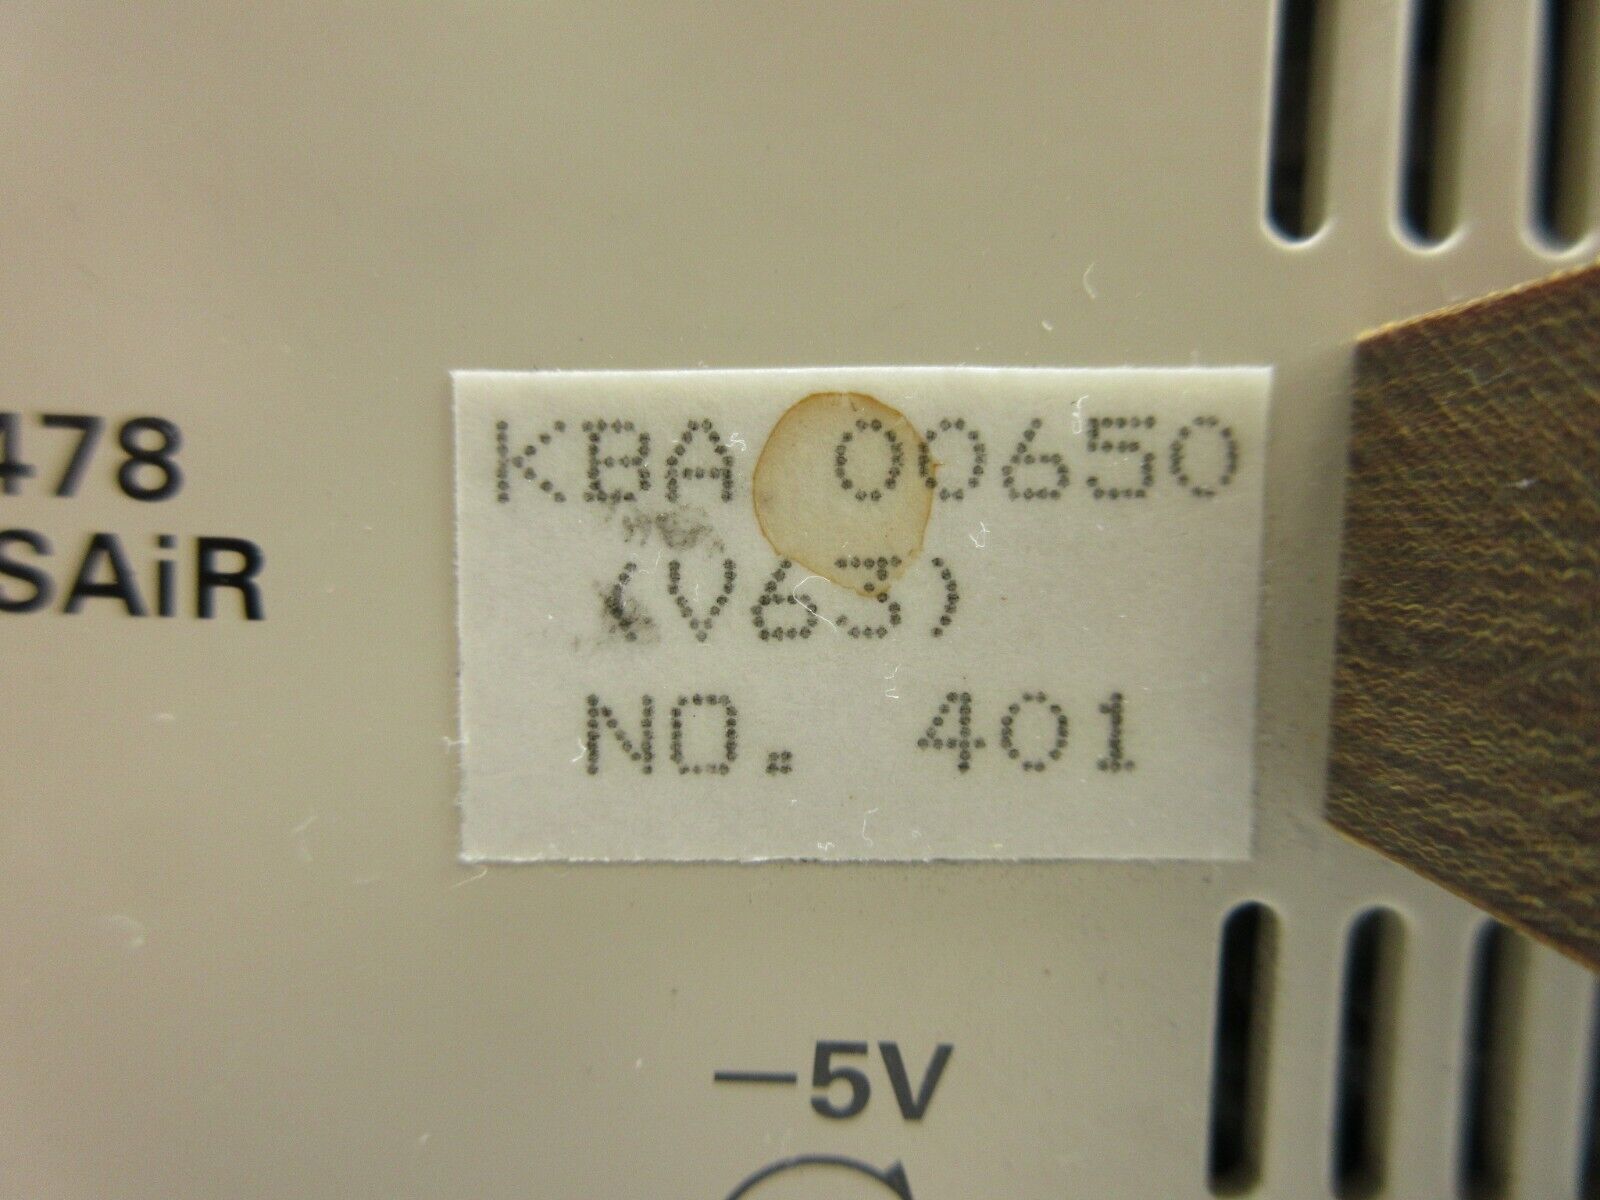 478
SAiR
KBA 00650
(V63)
NO. 401
−5V